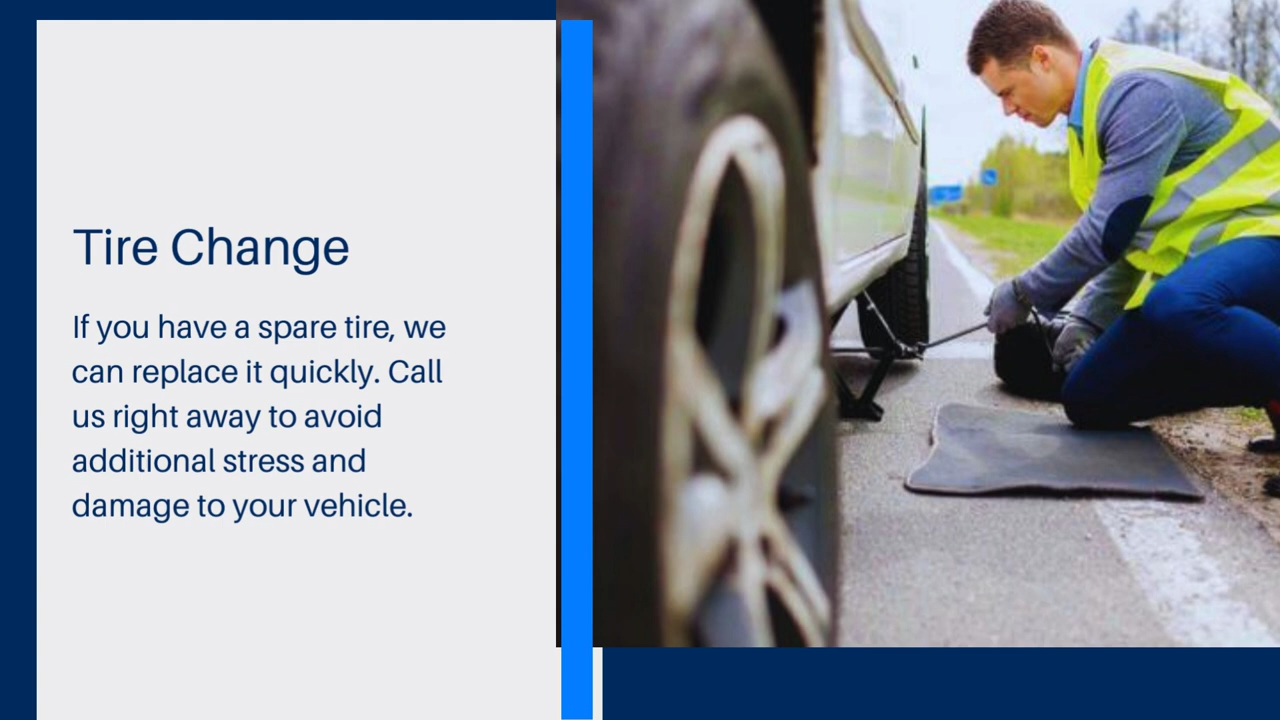 Tire Change
If you have a spare tire, we
can replace it quickly. Call
us right away to avoid
additional stress and
damage to your vehicle.